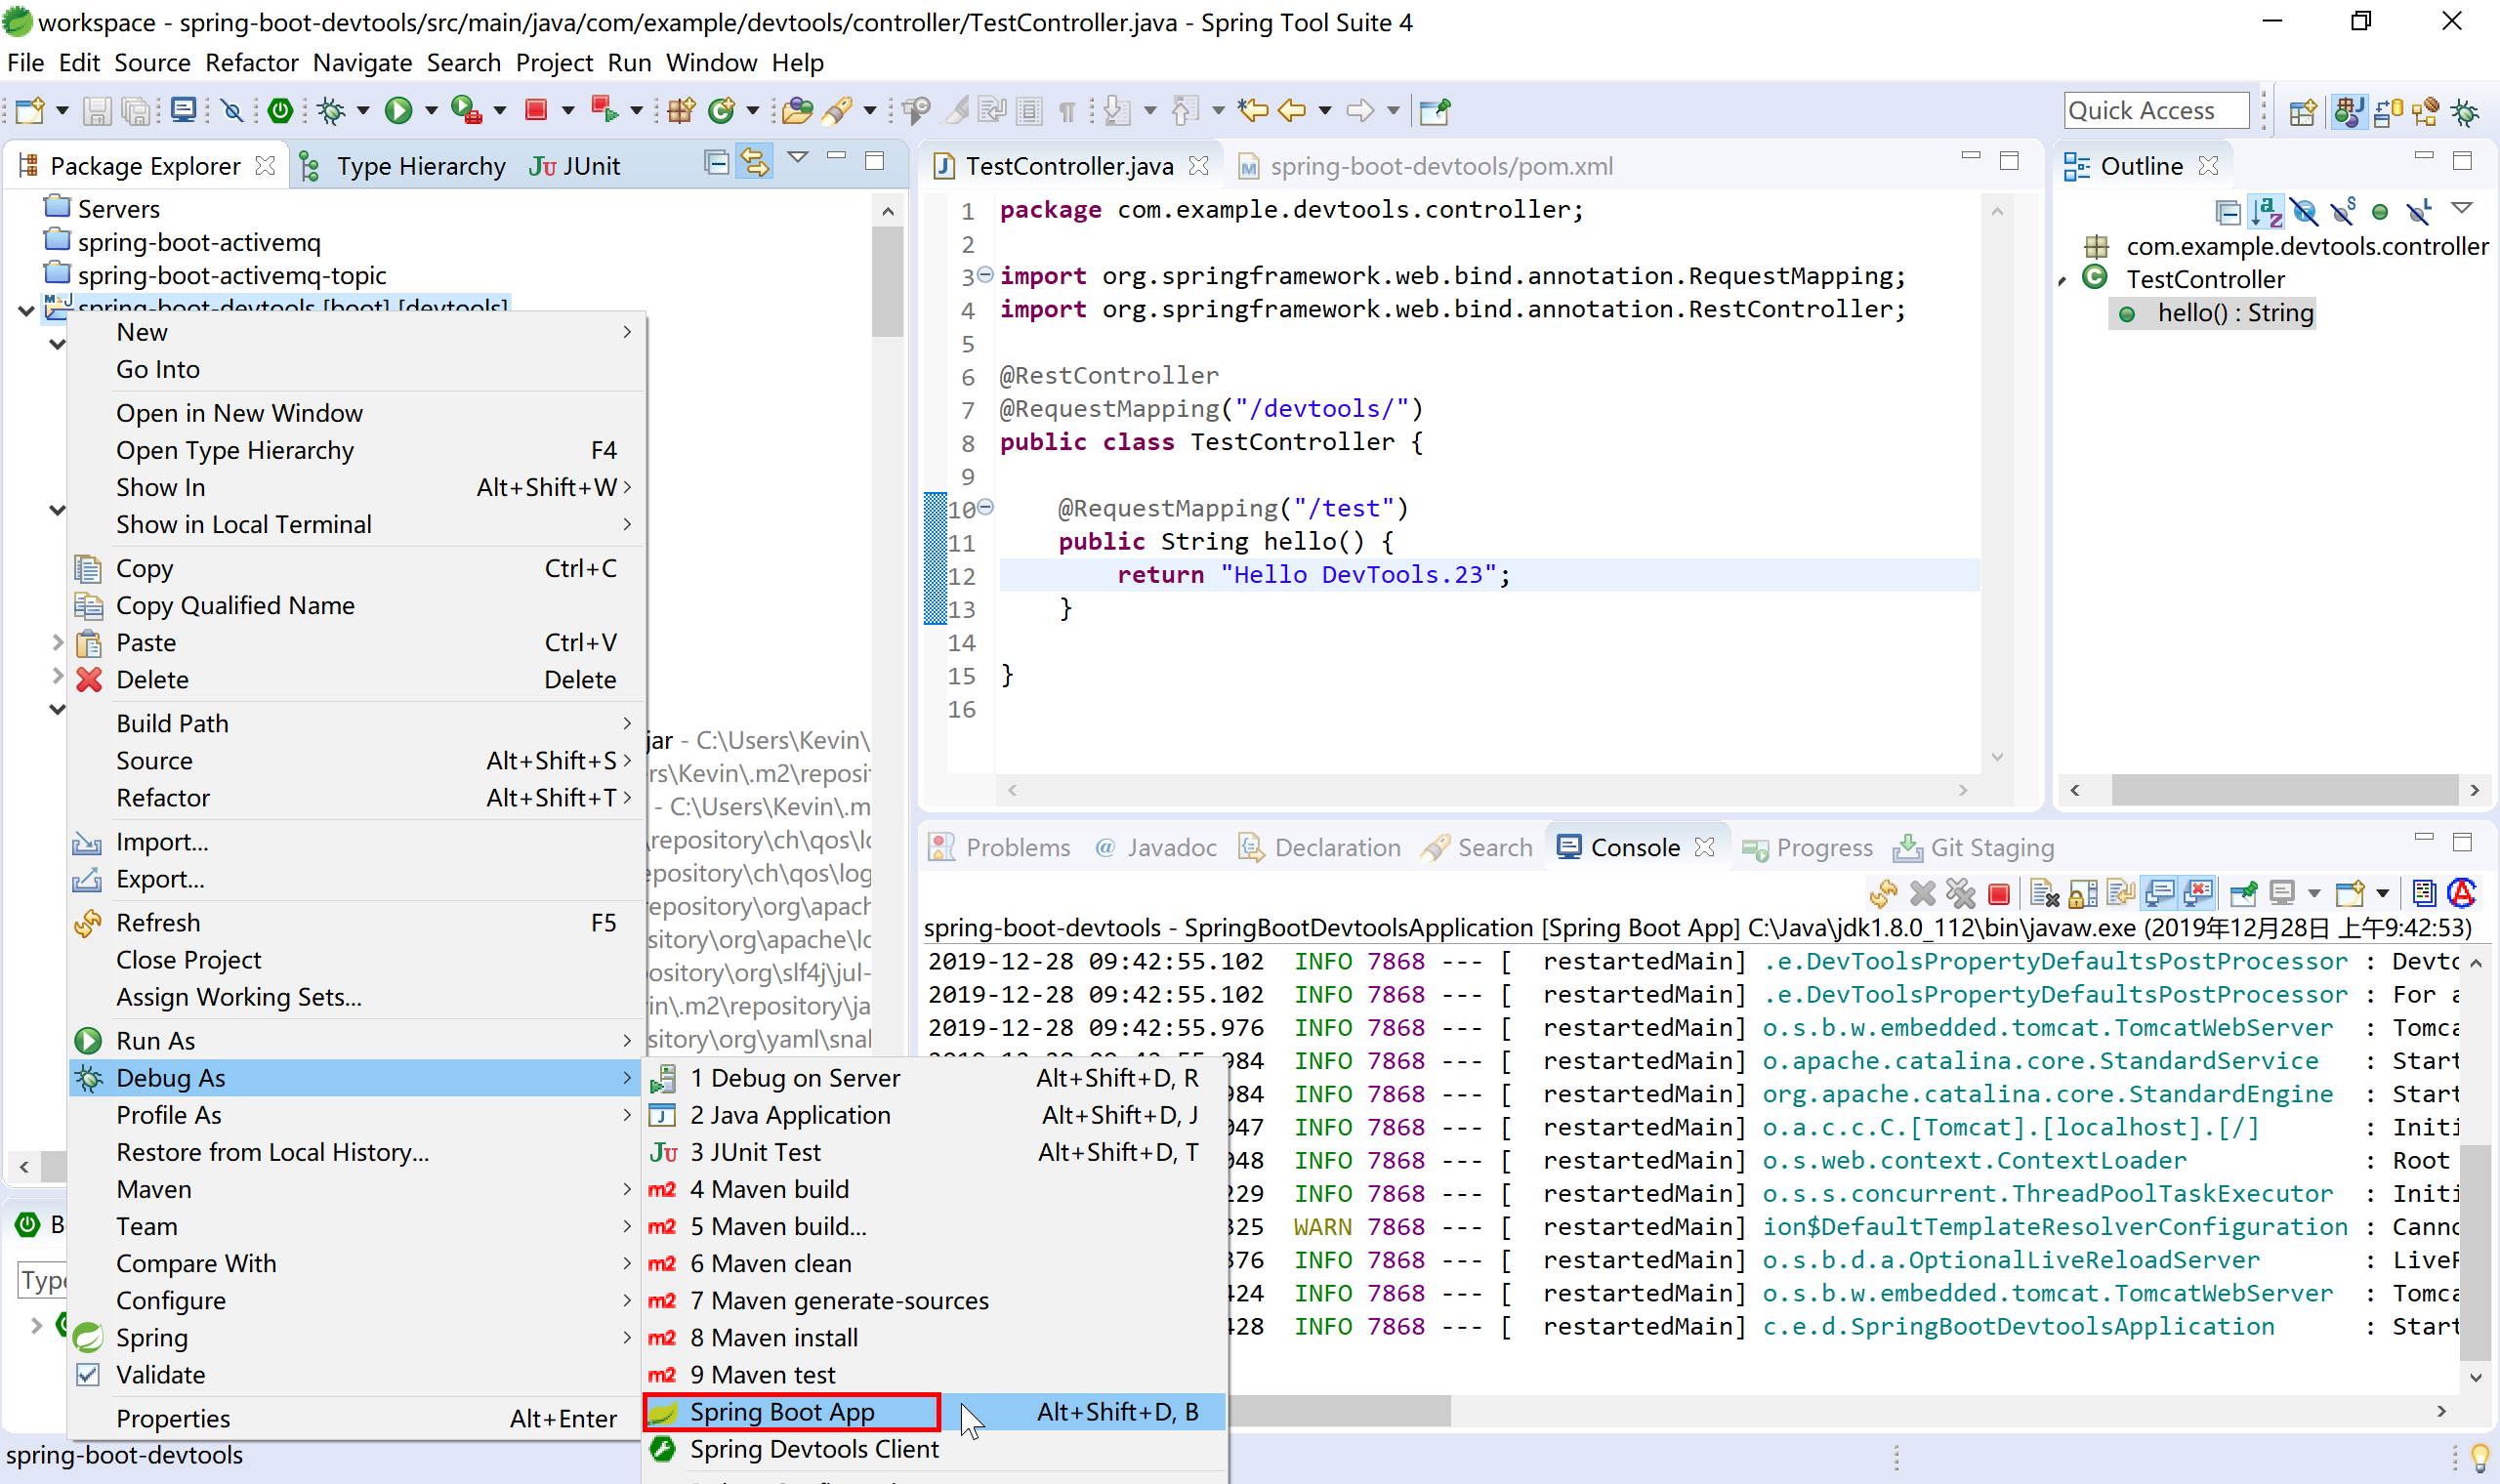 workspace - spring-boot-devtools/src/main/java/com/example/devtools/controller/TestController.java - Spring Tool Suite 4
File Edit Source Refactor Navigate Search Project Run Window Help
Quick Access
Package Explorer
Type Hierarchy
JUnit
Servers
spring-boot-activemq
spring-boot-activemq-topic
spring-boot-devtools [boot] [devtools]
New
Go Into
Open in New Window
Open Type Hierarchy F4
Show In Alt+Shift+W
Show in Local Terminal
Copy Ctrl+C
Copy Qualified Name
Paste Ctrl+V
Delete Delete
Build Path
Source Alt+Shift+S
Refactor Alt+Shift+T
Import...
Export...
Refresh F5
Close Project
Assign Working Sets...
Run As
Debug As
Profile As
Restore from Local History...
Maven
Team
Compare With
Configure
Spring
Validate
Properties Alt+Enter
jar - C:\Users\Kevin\
rs\Kevin\.m2\reposi
- C:\Users\Kevin\.m
\repository\ch\qos\lo
epository\ch\qos\log
epository\org\apach
sitory\org\apache\lo
ository\org\slf4j\jul-
in\.m2\repository\ja
sitory\org\yaml\snal
1 Debug on Server Alt+Shift+D, R
2 Java Application Alt+Shift+D, J
3 JUnit Test Alt+Shift+D, T
4 Maven build
5 Maven build...
6 Maven clean
7 Maven generate-sources
8 Maven install
9 Maven test
Spring Boot App Alt+Shift+D, B
Spring Devtools Client
TestController.java
spring-boot-devtools/pom.xml
1 package com.example.devtools.controller;
2
3 import org.springframework.web.bind.annotation.RequestMapping;
4 import org.springframework.web.bind.annotation.RestController;
5
6 @RestController
7 @RequestMapping("/devtools/")
8 public class TestController {
9
10 @RequestMapping("/test")
11 public String hello() {
12 return "Hello DevTools.23";
13 }
14
15 }
16
Outline
com.example.devtools.controller
TestController
hello() : String
Problems @ Javadoc Declaration Search Console Progress Git Staging
spring-boot-devtools - SpringBootDevtoolsApplication [Spring Boot App] C:\Java\jdk1.8.0_112\bin\javaw.exe (2019年12月28日 上午9:42:53)
2019-12-28 09:42:55.102 INFO 7868 --- [ restartedMain] .e.DevToolsPropertyDefaultsPostProcessor : Devto
2019-12-28 09:42:55.102 INFO 7868 --- [ restartedMain] .e.DevToolsPropertyDefaultsPostProcessor : For a
2019-12-28 09:42:55.976 INFO 7868 --- [ restartedMain] o.s.b.w.embedded.tomcat.TomcatWebServer : Tomca
2019-12-28 09:42:55.984 INFO 7868 --- [ restartedMain] o.apache.catalina.core.StandardService : Start
984 INFO 7868 --- [ restartedMain] org.apache.catalina.core.StandardEngine : Start
047 INFO 7868 --- [ restartedMain] o.a.c.c.C.[Tomcat].[localhost].[/] : Initi
048 INFO 7868 --- [ restartedMain] o.s.web.context.ContextLoader : Root
229 INFO 7868 --- [ restartedMain] o.s.s.concurrent.ThreadPoolTaskExecutor : Initi
325 WARN 7868 --- [ restartedMain] ion$DefaultTemplateResolverConfiguration : Canno
376 INFO 7868 --- [ restartedMain] o.s.b.d.a.OptionalLiveReloadServer : LiveR
424 INFO 7868 --- [ restartedMain] o.s.b.w.embedded.tomcat.TomcatWebServer : Tomca
428 INFO 7868 --- [ restartedMain] c.e.d.SpringBootDevtoolsApplication : Start
B
Type
spring-boot-devtools